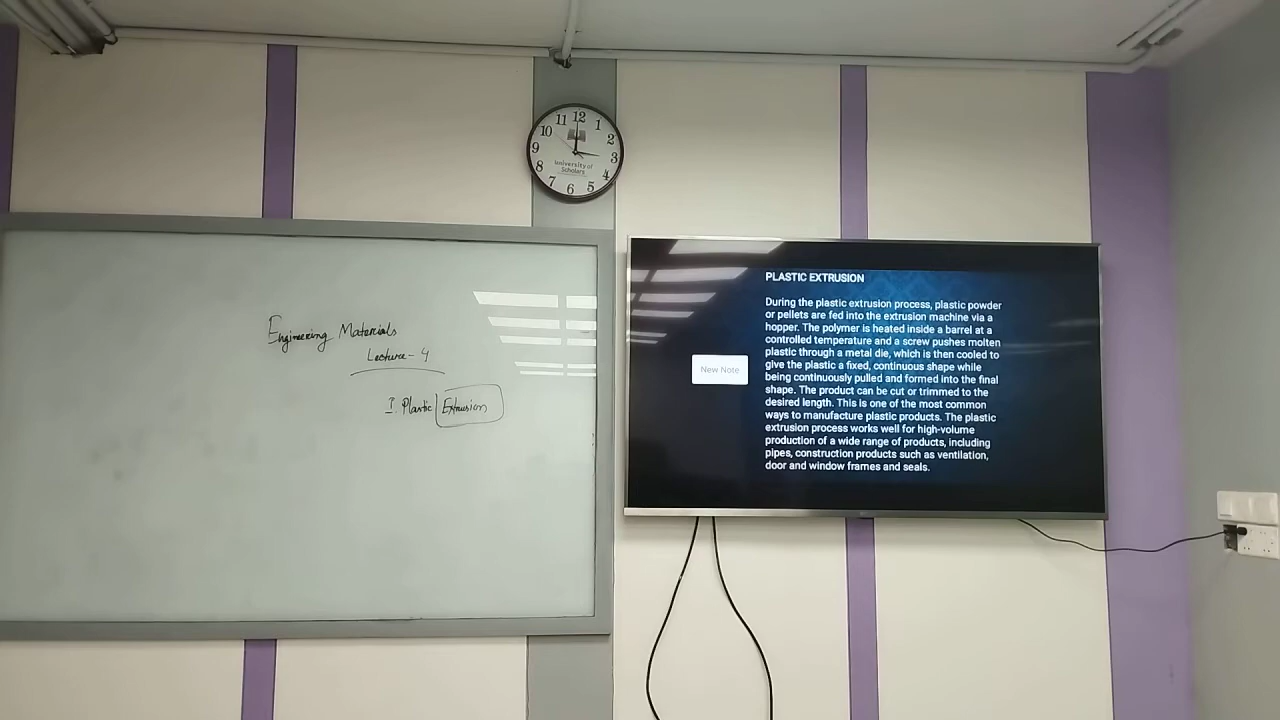 11 12 1
10 2
9 3
8 4
7 6 5
University of
Scholars
Engineering Materials
Lecture - 4
I. Plastic Extrusion
New Note
PLASTIC EXTRUSION
During the plastic extrusion process, plastic powder
or pellets are fed into the extrusion machine via a
hopper. The polymer is heated inside a barrel at a
controlled temperature and a screw pushes molten
plastic through a metal die, which is then cooled to
give the plastic a fixed, continuous shape while
being continuously pulled and formed into the final
shape. The product can be cut or trimmed to the
desired length. This is one of the most common
ways to manufacture plastic products. The plastic
extrusion process works well for high-volume
production of a wide range of products, including
pipes, construction products such as ventilation,
door and window frames and seals.